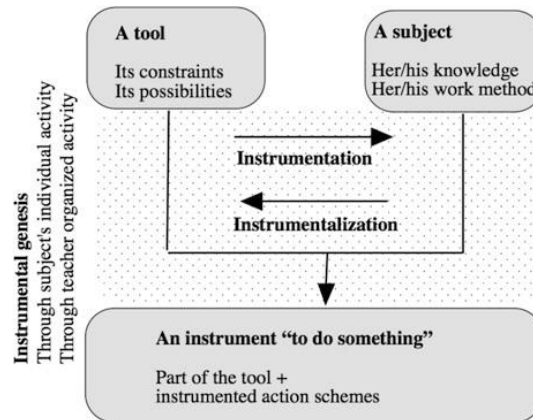 A tool
Its constraints
Its possibilities
A subject
Her/his knowledge
Her/his work method
Instrumentation
Instrumentalization
Instrumental genesis
Through subject's individual activity
Through teacher organized activity
An instrument “to do something”
Part of the tool +
instrumented action schemes